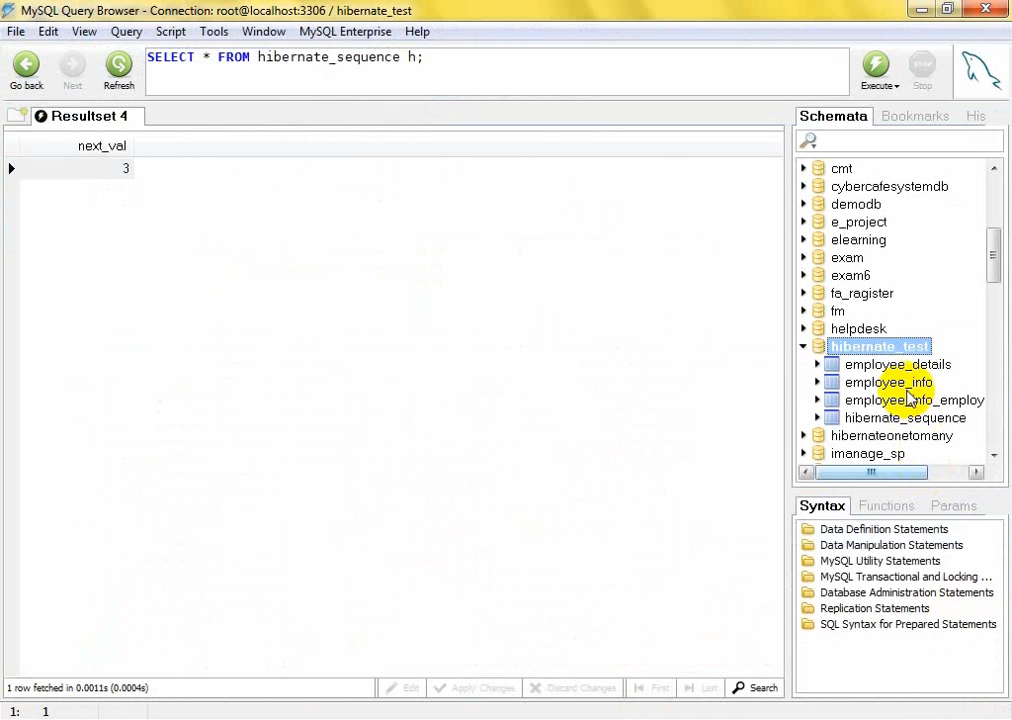 MySQL Query Browser - Connection: root@localhost:3306 / hibernate_test
File Edit View Query Script Tools Window MySQL Enterprise Help
SELECT * FROM hibernate_sequence h;
Go back Next Refresh Execute STOP Stop
Resultset 4
Schemata Bookmarks His
next_val
3
cmt
cybercafesystemdb
demodb
e_project
elearning
exam
exam6
fa_ragister
fm
helpdesk
hibernate_test
employee_details
employee_info
employee_info_employ
hibernate_sequence
hibernateonetomany
imanage_sp
Syntax Functions Params
Data Definition Statements
Data Manipulation Statements
MySQL Utility Statements
MySQL Transactional and Locking ...
Database Administration Statements
Replication Statements
SQL Syntax for Prepared Statements
1 row fetched in 0.0011s (0.0004s) Edit Apply Changes Discard Changes First Last Search
1: 1